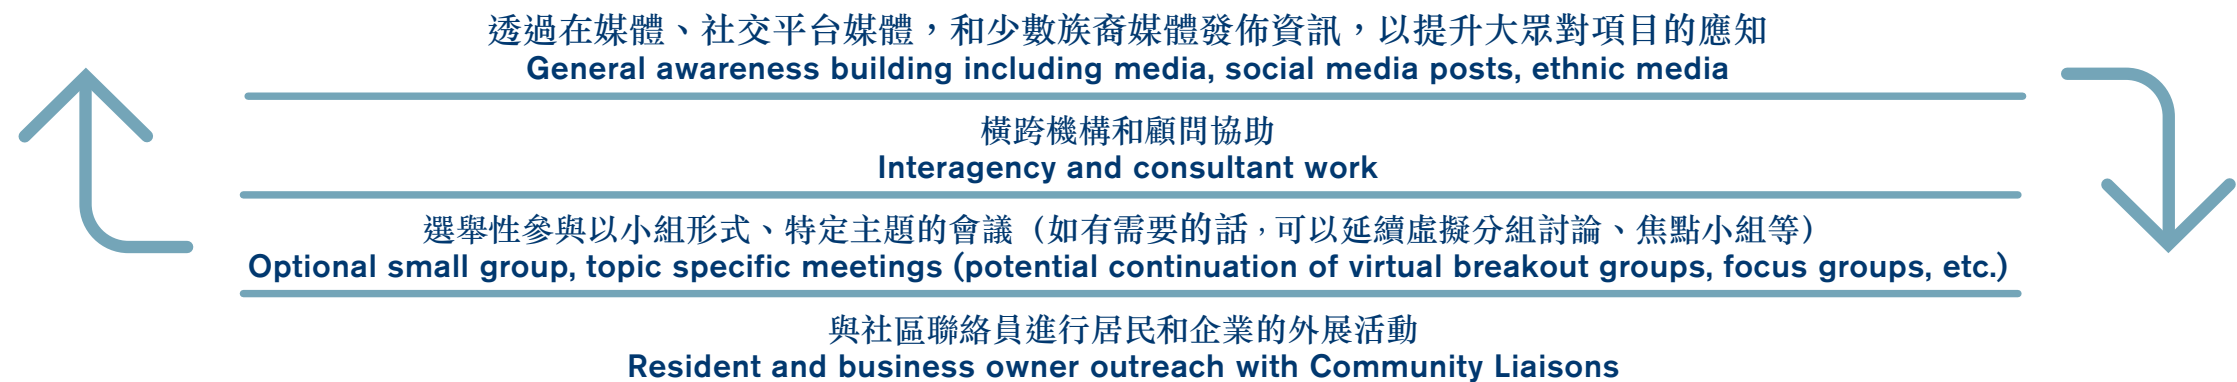 透過在媒體、社交平台媒體，和少數族裔媒體發佈資訊，以提升大眾對項目的應知
General awareness building including media, social media posts, ethnic media
橫跨機構和顧問協助
Interagency and consultant work
選舉性參與以小組形式、特定主題的會議（如有需要的話，可以延續虛擬分組討論、焦點小組等）
Optional small group, topic specific meetings (potential continuation of virtual breakout groups, focus groups, etc.)
與社區聯絡員進行居民和企業的外展活動
Resident and business owner outreach with Community Liaisons